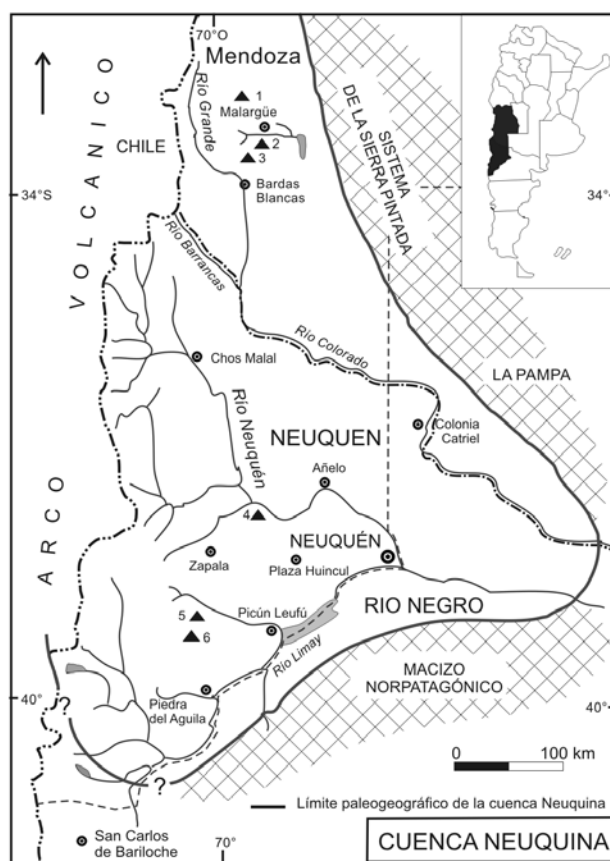 70°O
Mendoza
Río Grande
1
Malargüe
2
3
Bardas
Blancas
CHILE
34°S
34°
SISTEMA
DE LA SIERRA PINTADA
ARCO VOLCANICO
Río Barrancas
Río Colorado
LA PAMPA
Chos Malal
Río Neuquén
NEUQUEN
Colonia
Catriel
Añelo
4
NEUQUÉN
Zapala
Plaza Huincul
5
6
Picún Leufú
RIO NEGRO
Río Limay
MACIZO
NORPATAGÓNICO
40°
40°
?
Piedra
del Aguila
?
0 100 km
Límite paleogeográfico de la cuenca Neuquina
San Carlos
de Bariloche
70°
CUENCA NEUQUINA